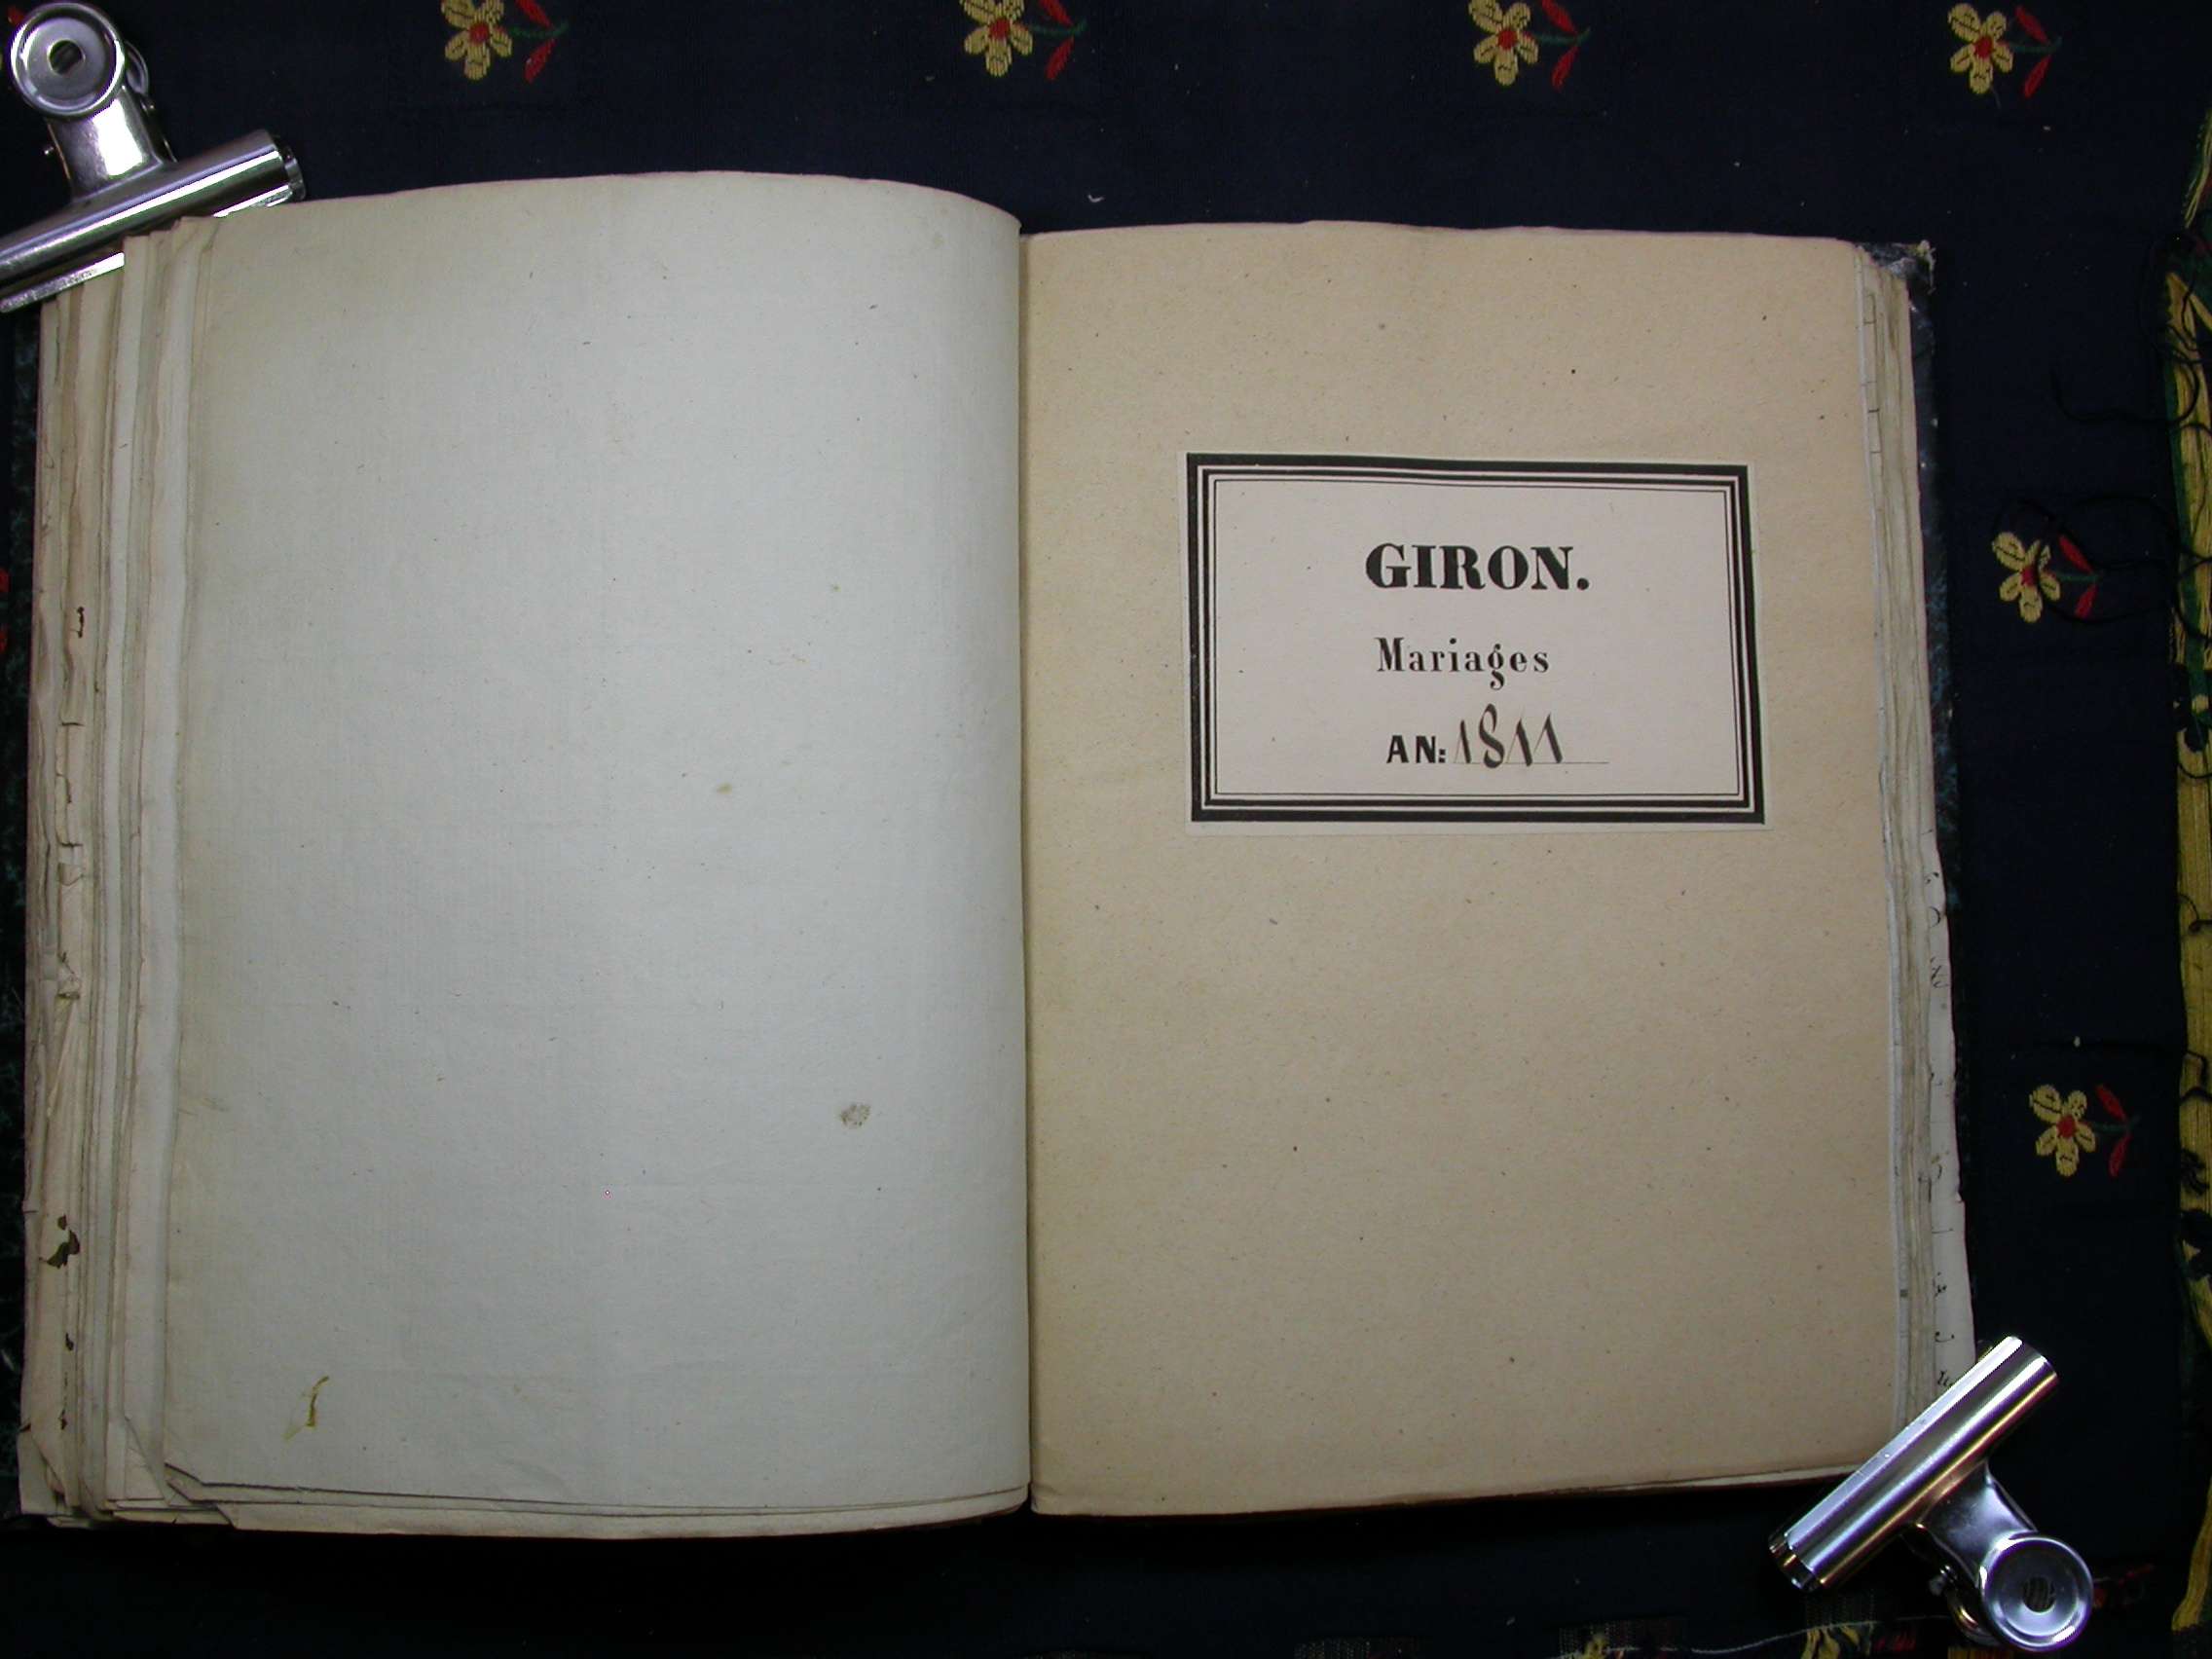 GIRON.
Mariages
AN: 1811